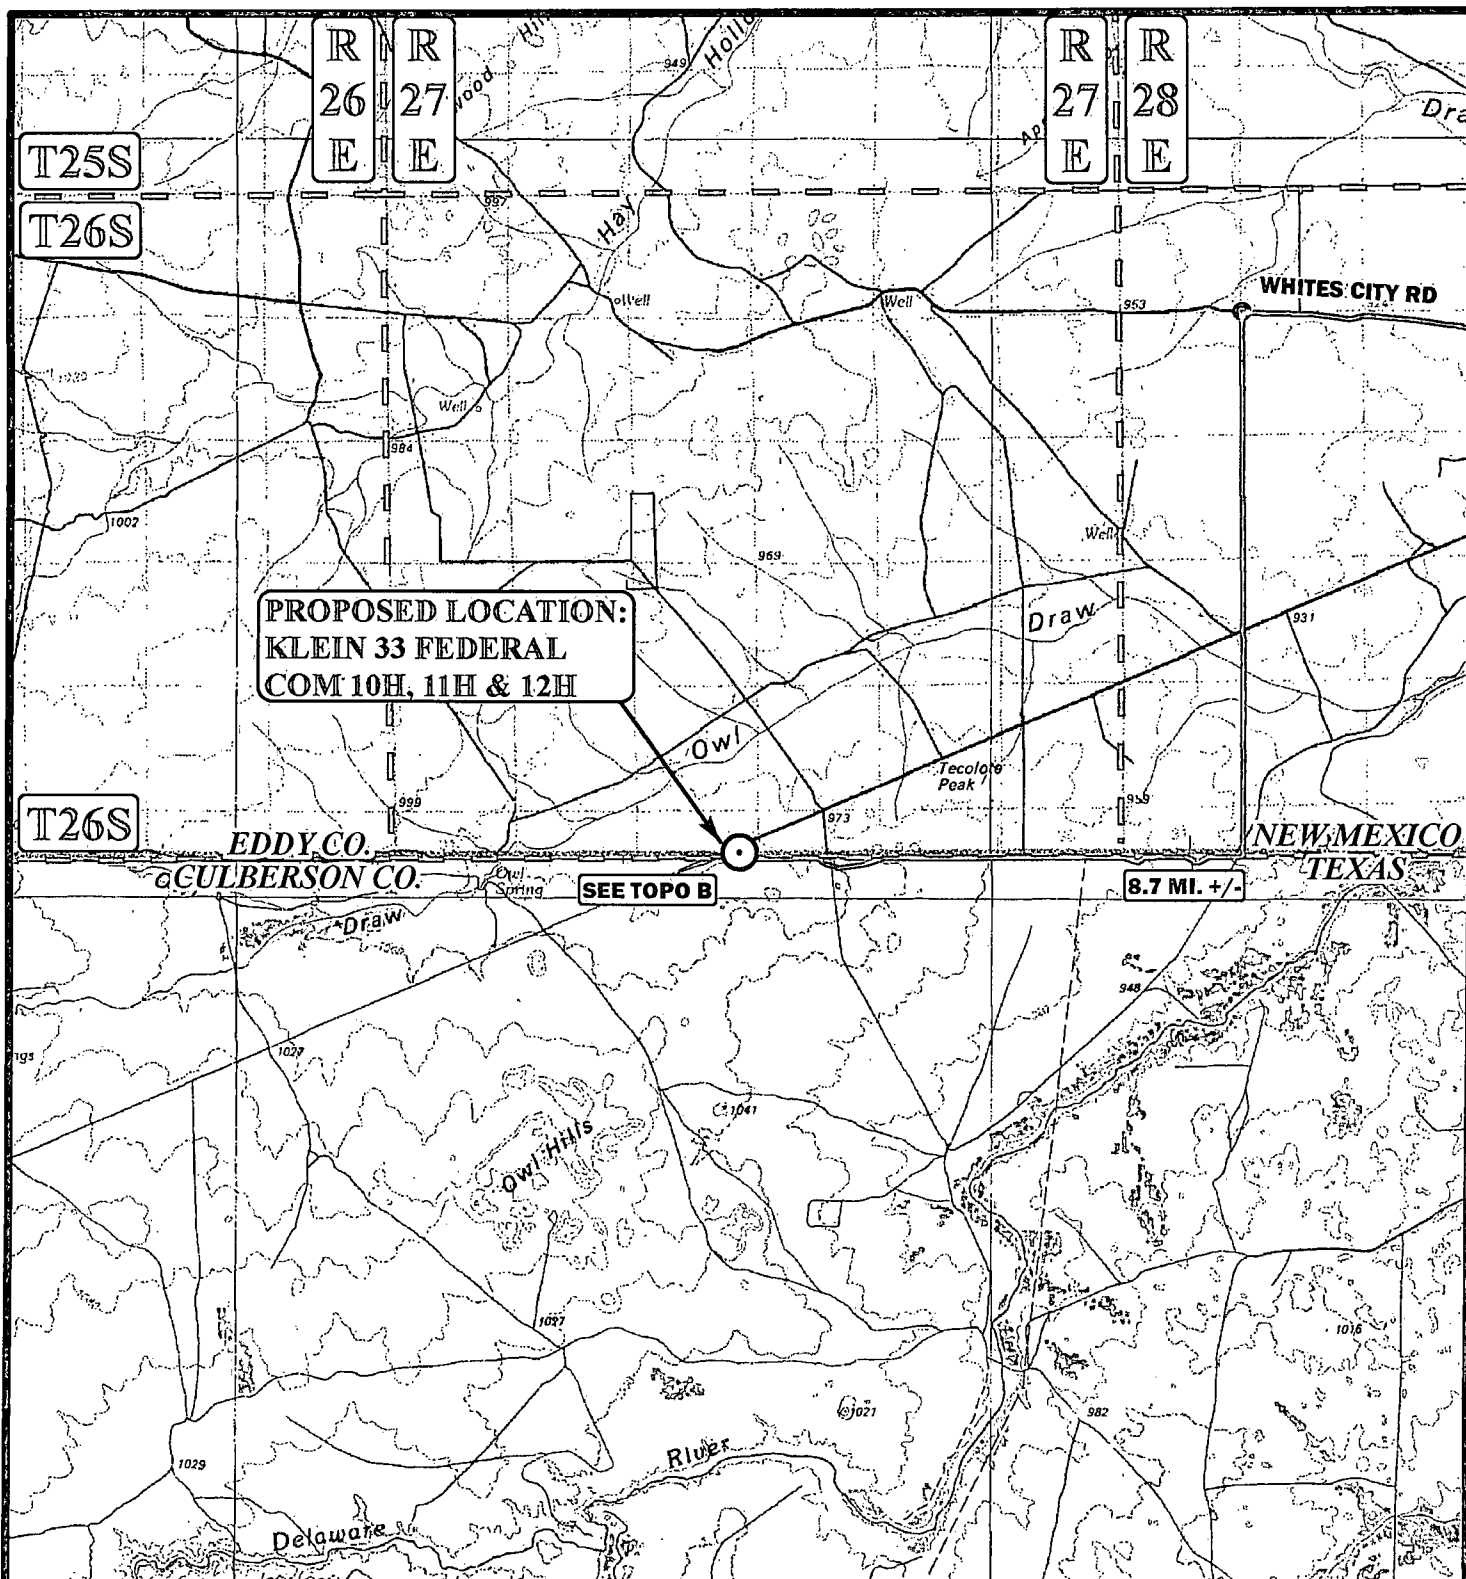 R
26
E
R
27
E
R
27
E
R
28
E
949
Hay
Dra
T25S
T26S
997
WHITES CITY RD
Well
Well
953
Well
984
1002
969
Well
PROPOSED LOCATION:
KLEIN 33 FEDERAL
COM 10H, 11H & 12H
Draw
931
Owl
Tecolote
Peak
T26S
999
973
959
EDDY CO.
NEW MEXICO
CULBERSON CO.
TEXAS
Owl
Spring
SEE TOPO B
8.7 MI. +/-
Draw
948
1027
1041
Owl Hills
1027
1016
1021
982
River
1029
Delaware